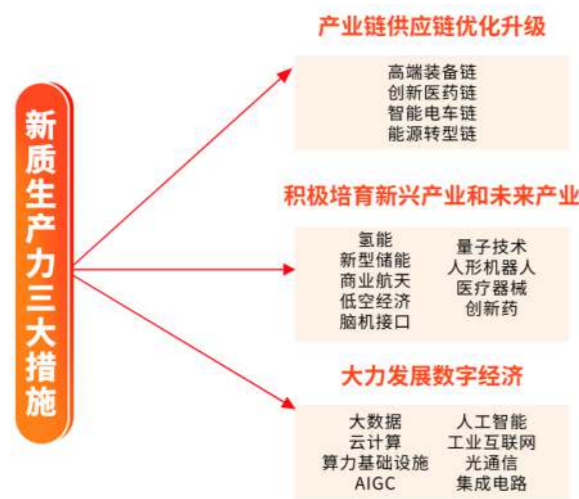 新质生产力三大措施
产业链供应链优化升级
高端装备链
创新医药链
智能电车链
能源转型链
积极培育新兴产业和未来产业
氢能
新型储能
商业航天
低空经济
脑机接口
量子技术
人形机器人
医疗器械
创新药
大力发展数字经济
大数据
云计算
算力基础设施
AIGC
人工智能
工业互联网
光通信
集成电路